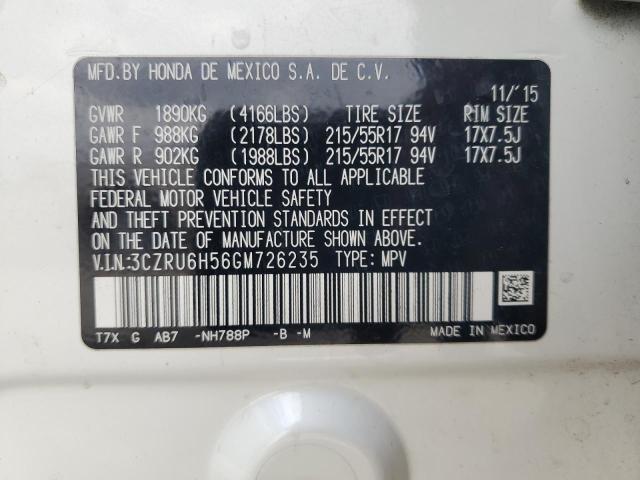 MFD. BY HONDA DE MEXICO S.A. DE C.V.
11/'15
GVWR 1890KG (4166LBS) TIRE SIZE RIM SIZE
GAWR F 988KG (2178LBS) 215/55R17 94V 17X7.5J
GAWR R 902KG (1988LBS) 215/55R17 94V 17X7.5J
THIS VEHICLE CONFORMS TO ALL APPLICABLE
FEDERAL MOTOR VEHICLE SAFETY
AND THEFT PREVENTION STANDARDS IN EFFECT
ON THE DATE OF MANUFACTURE SHOWN ABOVE.
V.I.N.:3CZRU6H56GM726235 TYPE: MPV
T7X G AB7 -NH788P -B -M MADE IN MEXICO